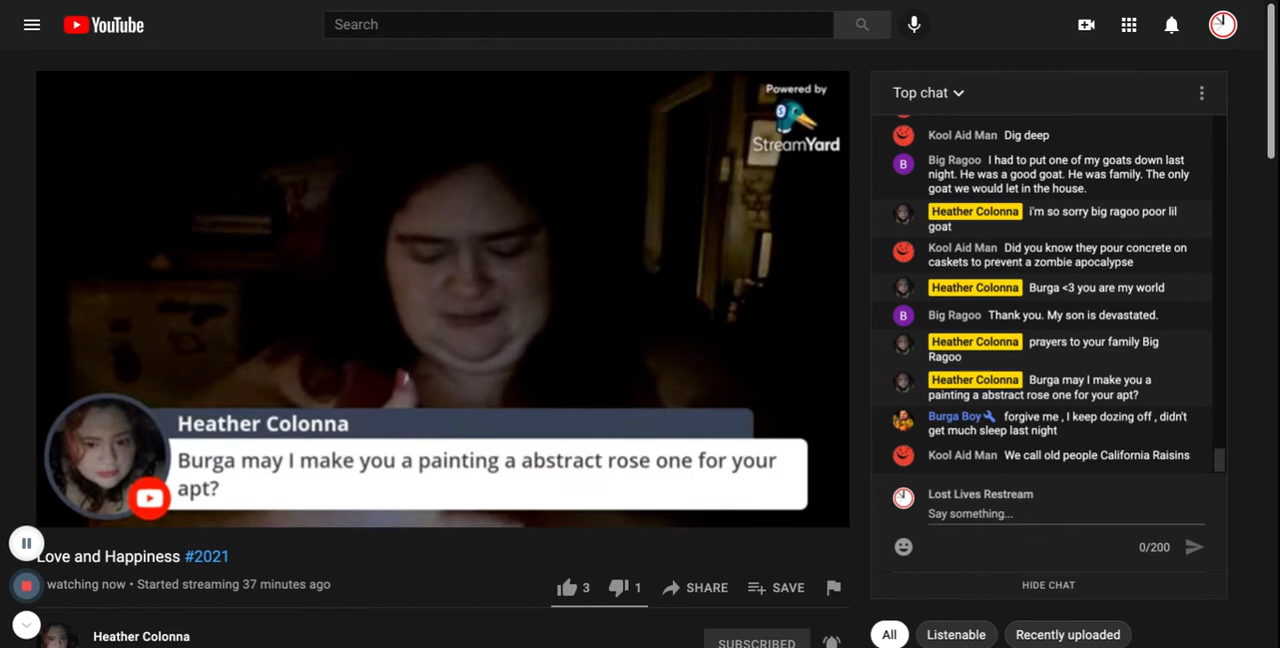 YouTube
Search
Powered by
StreamYard
Heather Colonna
Burga may I make you a painting a abstract rose one for your
apt?
Love and Happiness #2021
watching now • Started streaming 37 minutes ago
3
1
SHARE
SAVE
Heather Colonna
SUBSCRIBED
Top chat
Kool Aid Man Dig deep
B
Big Ragoo I had to put one of my goats down last
night. He was a good goat. He was family. The only
goat we would let in the house.
Heather Colonna i'm so sorry big ragoo poor lil
goat
Kool Aid Man Did you know they pour concrete on
caskets to prevent a zombie apocalypse
Heather Colonna Burga <3 you are my world
B
Big Ragoo Thank you. My son is devastated.
Heather Colonna prayers to your family Big
Ragoo
Heather Colonna Burga may I make you a
painting a abstract rose one for your apt?
Burga Boy forgive me , I keep dozing off , didn't
get much sleep last night
Kool Aid Man We call old people California Raisins
Lost Lives Restream
Say something...
0/200
HIDE CHAT
All
Listenable
Recently uploaded